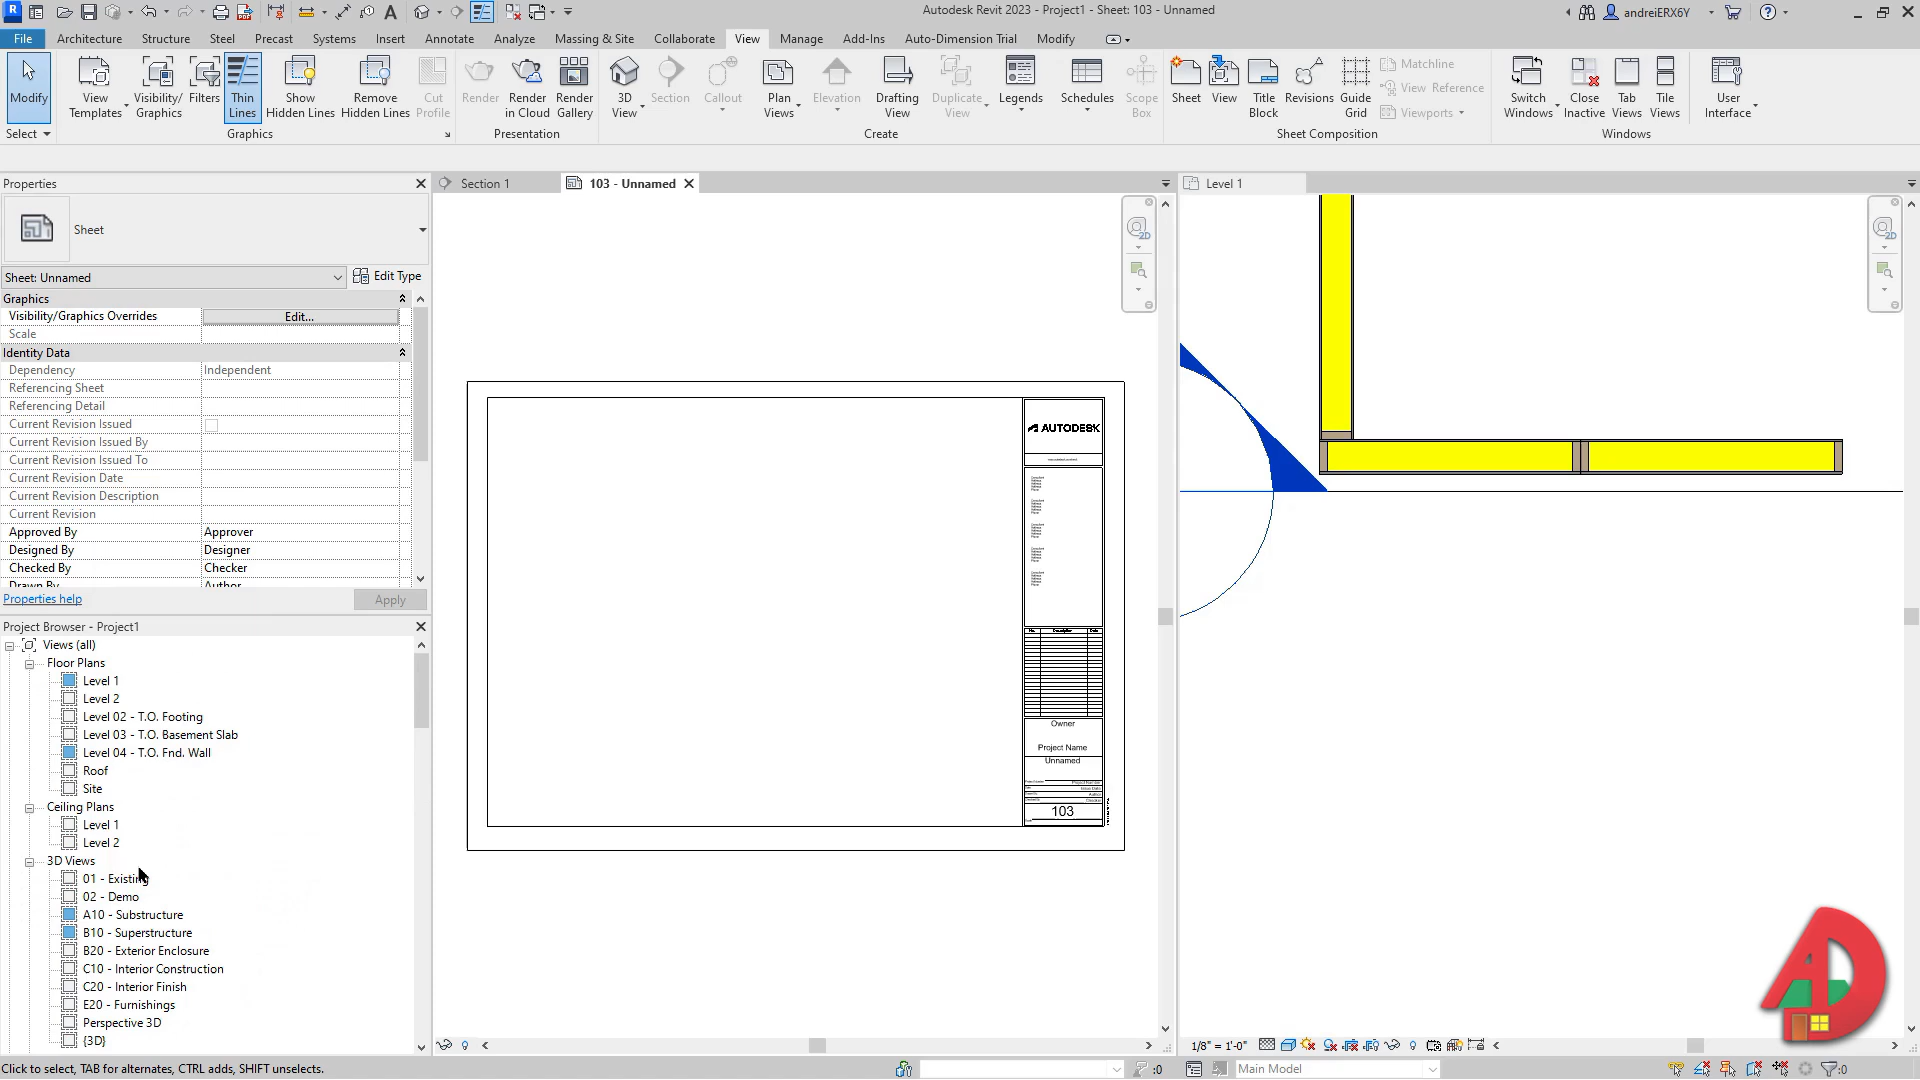 Autodesk Revit 2023 - Project1 - Sheet: 103 - Unnamed
andreiERX6Y
File Architecture Structure Steel Precast Systems Insert Annotate Analyze Massing & Site Collaborate View Manage Add-Ins Auto-Dimension Trial Modify
Modify
View Templates
Visibility/ Graphics
Filters
Thin Lines
Show Hidden Lines
Remove Hidden Lines
Cut Profile
Render
Render in Cloud
Render Gallery
3D View
Section
Callout
Plan Views
Elevation
Drafting View
Duplicate View
Legends
Schedules
Scope Box
Sheet
View
Title Block
Revisions
Guide Grid
Matchline
View Reference
Viewports
Switch Windows
Close Inactive
Tab Views
Tile Views
User Interface
Select Graphics Presentation Create Sheet Composition Windows
Properties
Sheet
Sheet: Unnamed
Edit Type
Graphics
Visibility/Graphics Overrides Edit...
Scale
Identity Data
Dependency Independent
Referencing Sheet
Referencing Detail
Current Revision Issued
Current Revision Issued By
Current Revision Issued To
Current Revision Date
Current Revision Description
Current Revision
Approved By Approver
Designed By Designer
Checked By Checker
Drawn By Author
Properties help Apply
Project Browser - Project1
Views (all)
Floor Plans
Level 1
Level 2
Level 02 - T.O. Footing
Level 03 - T.O. Basement Slab
Level 04 - T.O. Fnd. Wall
Roof
Site
Ceiling Plans
Level 1
Level 2
3D Views
01 - Existing
02 - Demo
A10 - Substructure
B10 - Superstructure
B20 - Exterior Enclosure
C10 - Interior Construction
C20 - Interior Finish
E20 - Furnishings
Perspective 3D
{3D}
Section 1
103 - Unnamed
Level 1
2D
2D
AUTODESK
No. Description Date
Owner
Project Name
Unnamed
103
1/8" = 1'-0"
Click to select, TAB for alternates, CTRL adds, SHIFT unselects.
:0
Main Model
:0